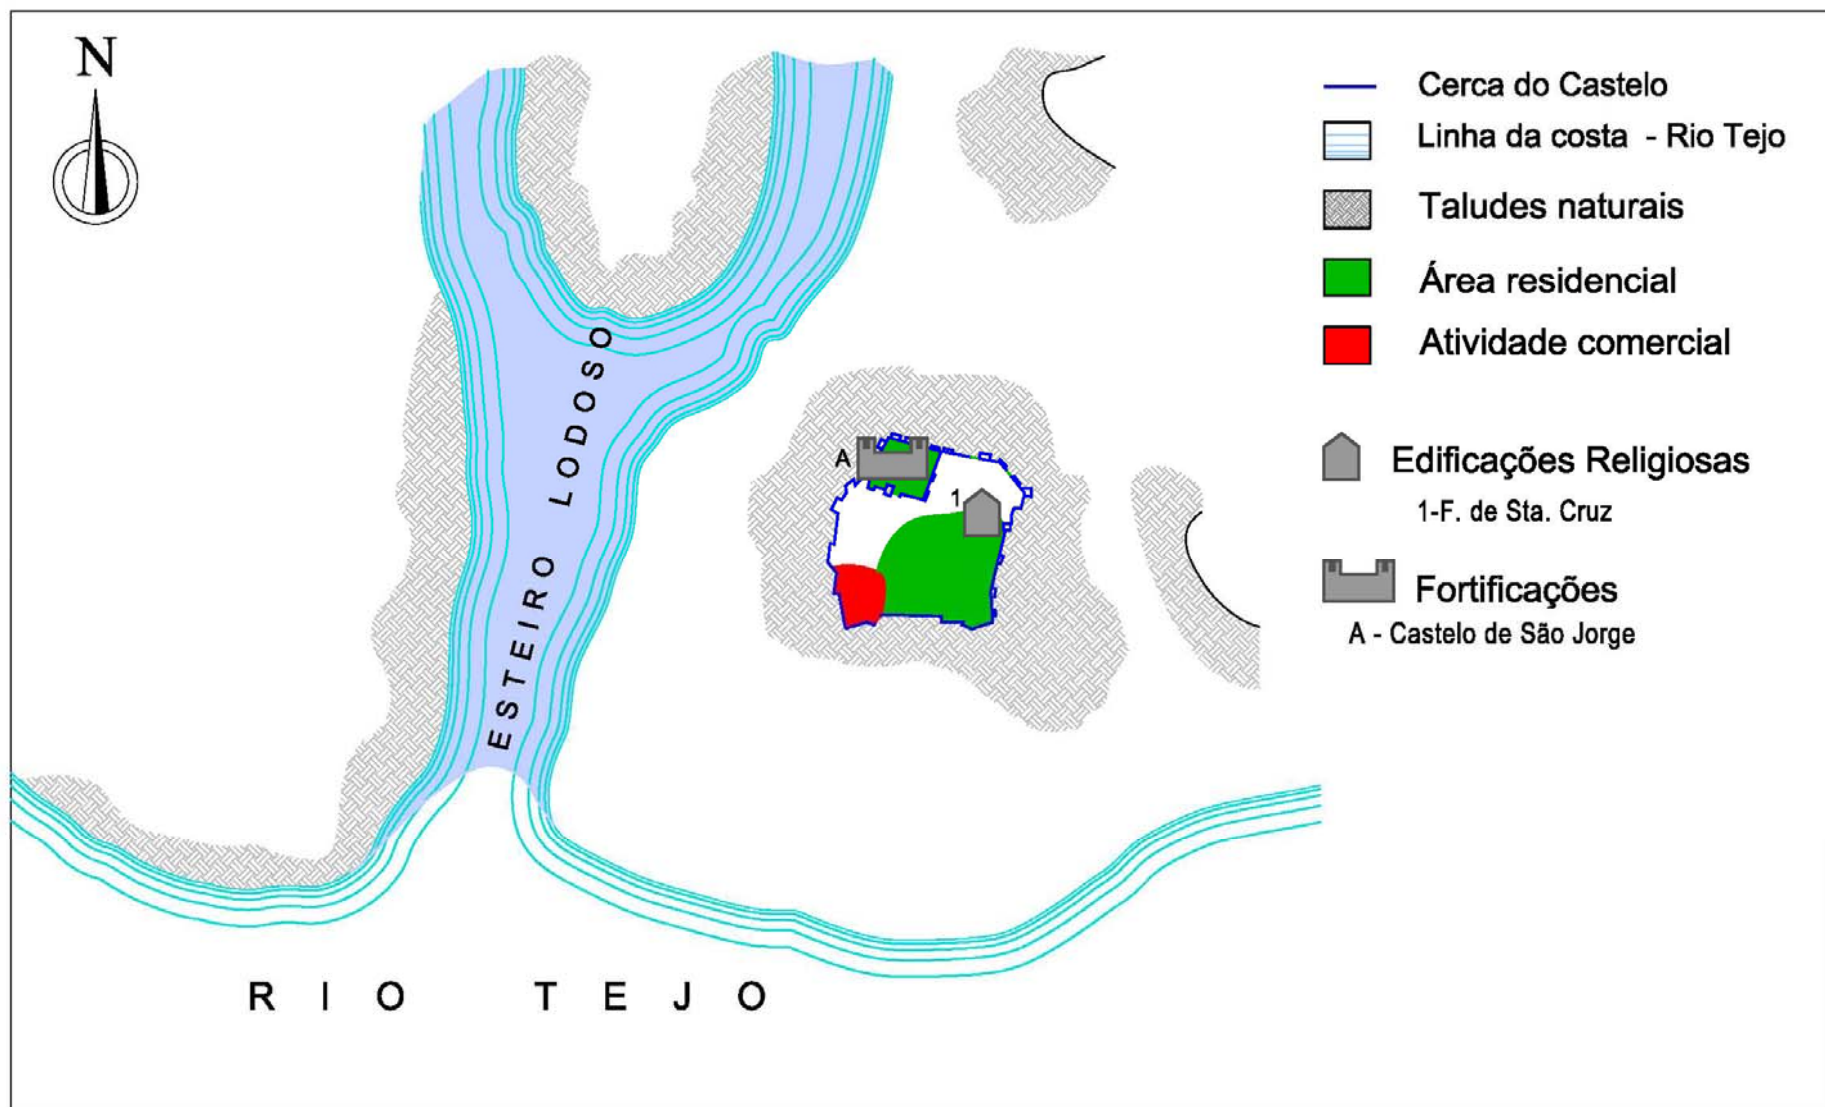 N
Cerca do Castelo
Linha da costa - Rio Tejo
Taludes naturais
Área residencial
Atividade comercial
Edificações Religiosas
1-F. de Sta. Cruz
Fortificações
A - Castelo de São Jorge
A
1
ESTEIRO LODOSO
RIO TEJO